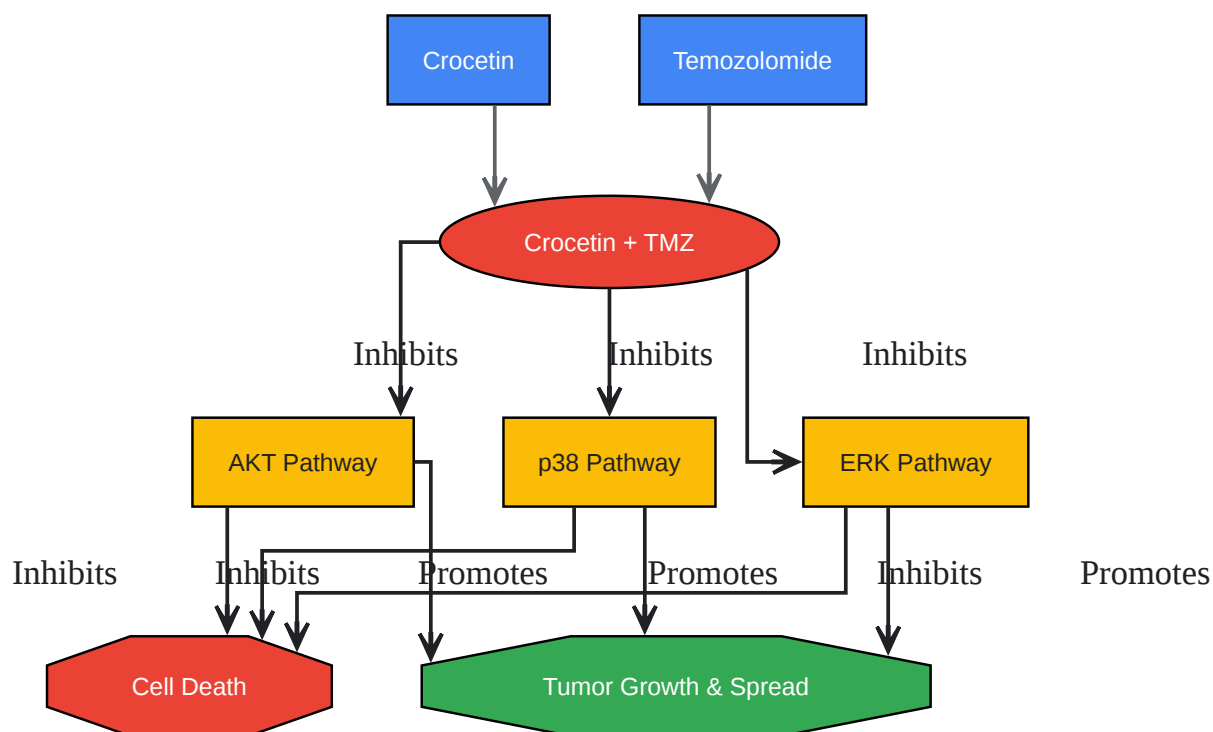 Crocetin
Temozolomide
Crocetin + TMZ
Inhibits
Inhibits
Inhibits
AKT Pathway
p38 Pathway
ERK Pathway
Inhibits
Inhibits
Promotes
Promotes
Inhibits
Promotes
Cell Death
Tumor Growth & Spread